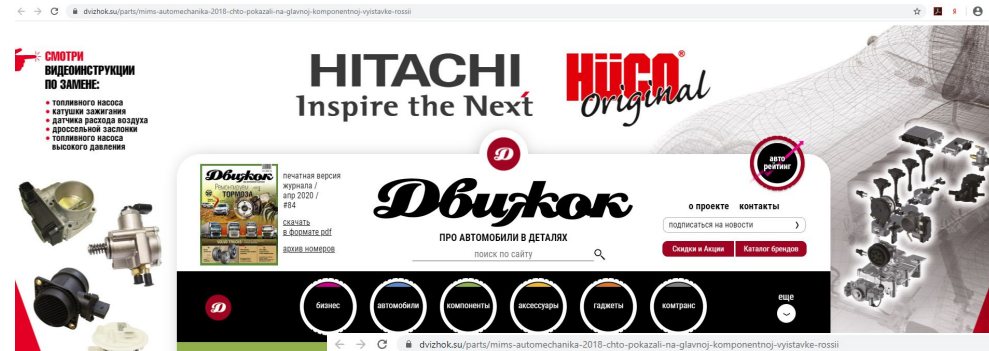 dvizhok.su/parts/mims-automechanika-2018-chto-pokazali-na-glavnoj-komponentnoj-vyistavke-rossii
СМОТРИ
ВИДЕОИНСТРУКЦИИ
ПО ЗАМЕНЕ:
• топливного насоса
• катушки зажигания
• датчика расхода воздуха
• дроссельной заслонки
• топливного насоса
высокого давления
HITACHI
Inspire the Next
HÜCO®
Original
Д
авто
рейтинг
Движок
ТОРМОЗА
печатная версия
журнала /
апр 2020 /
#84
скачать
в формате pdf
архив номеров
Движок
ПРО АВТОМОБИЛИ В ДЕТАЛЯХ
поиск по сайту
о проекте контакты
подписаться на новости
Скидки и Акции Каталог брендов
Д
бизнес автомобили компоненты аксессуары гаджеты комтранс
еще
dvizhok.su/parts/mims-automechanika-2018-chto-pokazali-na-glavnoj-komponentnoj-vyistavke-rossii